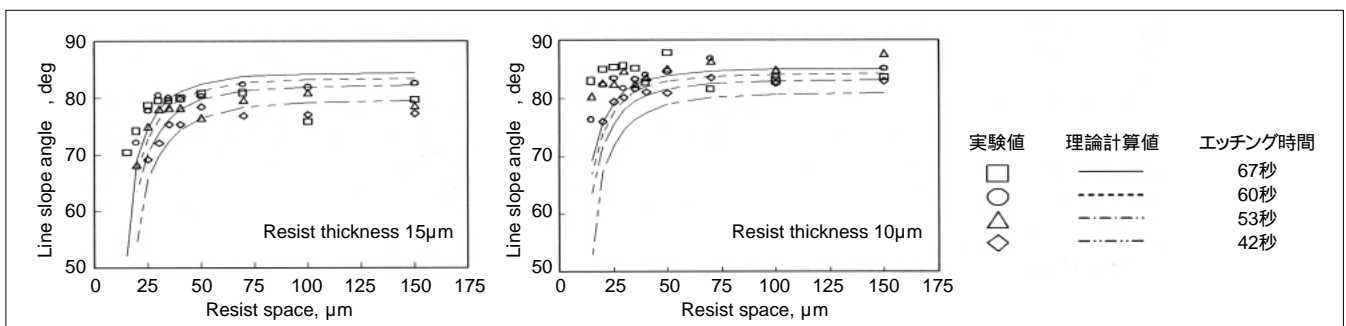 90
80
70
60
50
Line slope angle , deg
Resist thickness 15µm
0 25 50 75 100 125 150 175
Resist space, µm
90
80
70
60
50
Line slope angle , deg
Resist thickness 10µm
0 25 50 75 100 125 150 175
Resist space, µm
実験値 理論計算値 エッチング時間
67秒
60秒
53秒
42秒